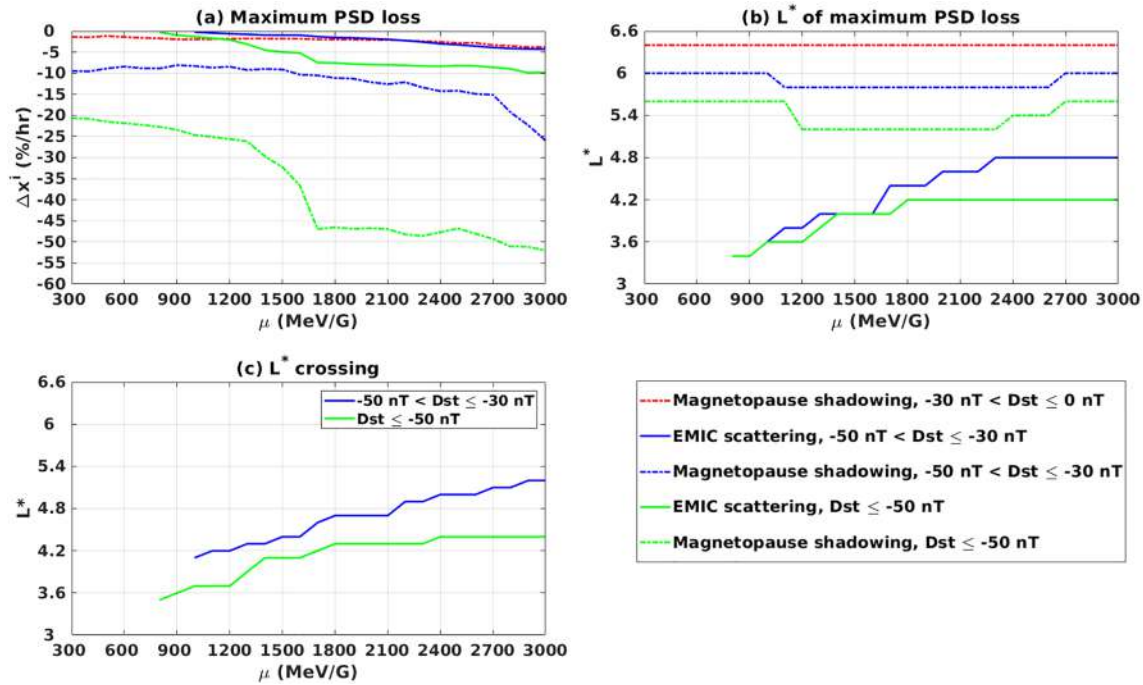 (a) Maximum PSD loss
0
-5
-10
-15
-20
-25
-30
-35
-40
-45
-50
-55
-60
Δx^i (%/hr)
300 600 900 1200 1500 1800 2100 2400 2700 3000
μ (MeV/G)
(b) L* of maximum PSD loss
6.6
6
5.4
4.8
4.2
3.6
3
L*
300 600 900 1200 1500 1800 2100 2400 2700 3000
μ (MeV/G)
(c) L* crossing
6.6
6
5.4
4.8
4.2
3.6
3
L*
300 600 900 1200 1500 1800 2100 2400 2700 3000
μ (MeV/G)
-50 nT < Dst ≤ -30 nT
Dst ≤ -50 nT
Magnetopause shadowing, -30 nT < Dst ≤ 0 nT
EMIC scattering, -50 nT < Dst ≤ -30 nT
Magnetopause shadowing, -50 nT < Dst ≤ -30 nT
EMIC scattering, Dst ≤ -50 nT
Magnetopause shadowing, Dst ≤ -50 nT